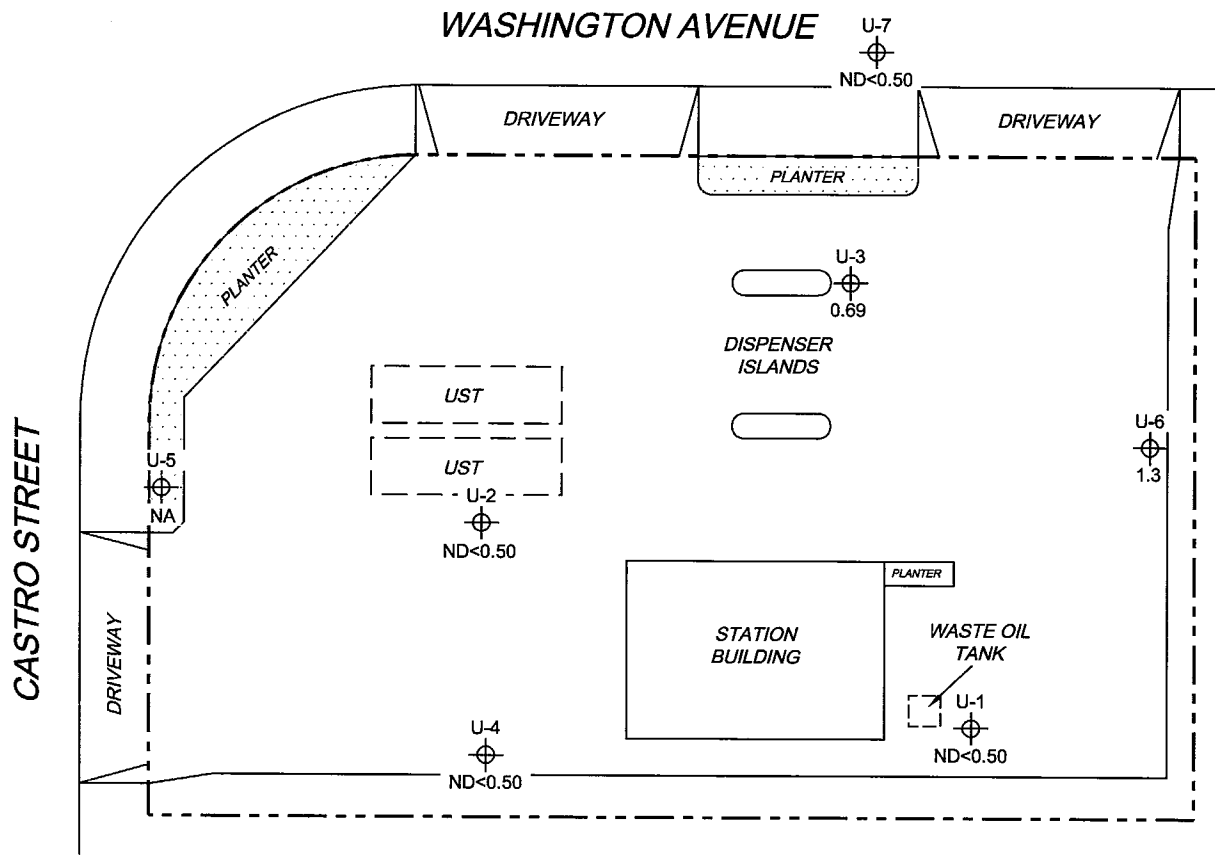 WASHINGTON AVENUE
U-7
ND<0.50
DRIVEWAY
DRIVEWAY
PLANTER
PLANTER
U-3
0.69
DISPENSER
ISLANDS
UST
UST
U-6
1.3
U-5
NA
U-2
ND<0.50
CASTRO STREET
DRIVEWAY
PLANTER
STATION
BUILDING
WASTE OIL
TANK
U-1
ND<0.50
U-4
ND<0.50